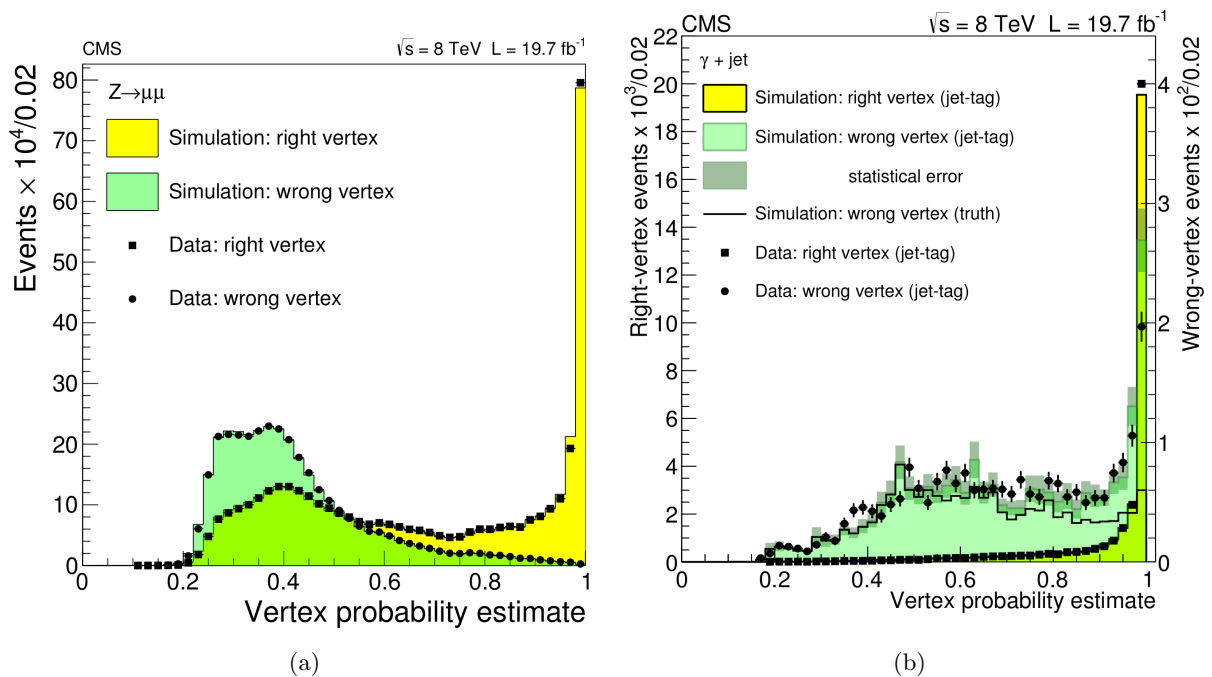 CMS
√s = 8 TeV L = 19.7 fb⁻¹
Events × 10⁴/0.02
80
70
60
50
40
30
20
10
0
Z→μμ
Simulation: right vertex
Simulation: wrong vertex
Data: right vertex
Data: wrong vertex
0 0.2 0.4 0.6 0.8 1
Vertex probability estimate
(a)
CMS
√s = 8 TeV L = 19.7 fb⁻¹
Right-vertex events x 10³/0.02
22
20
18
16
14
12
10
8
6
4
2
0
γ + jet
Simulation: right vertex (jet-tag)
Simulation: wrong vertex (jet-tag)
statistical error
Simulation: wrong vertex (truth)
Data: right vertex (jet-tag)
Data: wrong vertex (jet-tag)
4
3
2
1
0
Wrong-vertex events x 10²/0.02
0 0.2 0.4 0.6 0.8 1
Vertex probability estimate
(b)